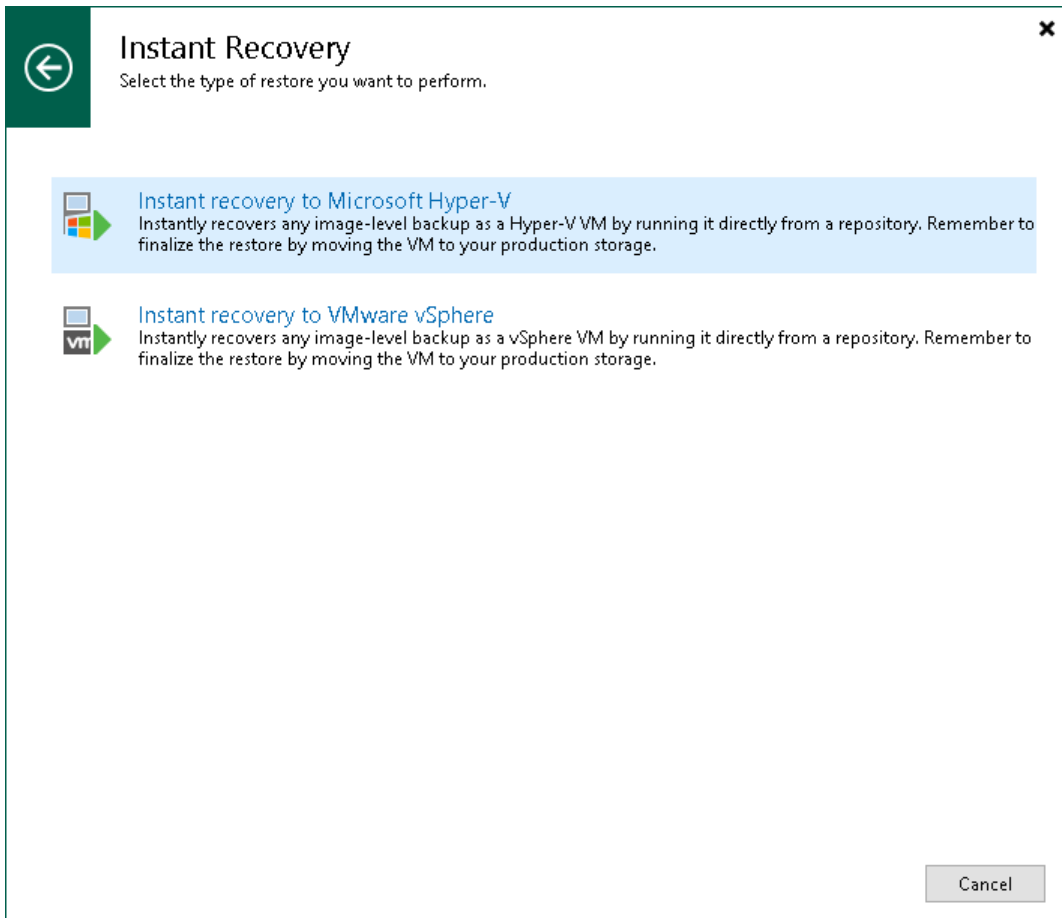 Instant Recovery
Select the type of restore you want to perform.
Instant recovery to Microsoft Hyper-V
Instantly recovers any image-level backup as a Hyper-V VM by running it directly from a repository. Remember to
finalize the restore by moving the VM to your production storage.
Instant recovery to VMware vSphere
vm
Instantly recovers any image-level backup as a vSphere VM by running it directly from a repository. Remember to
finalize the restore by moving the VM to your production storage.
Cancel